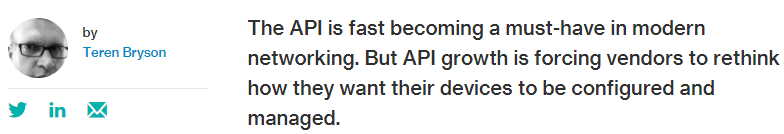 by
Teren Bryson
The API is fast becoming a must-have in modern
networking. But API growth is forcing vendors to rethink
how they want their devices to be configured and
managed.